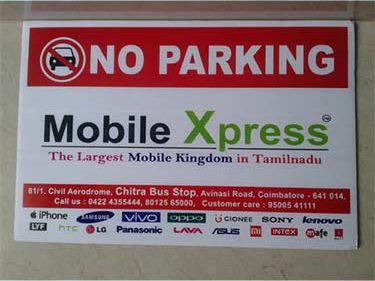 NO PARKING
Mobile Xpress
The Largest Mobile Kingdom in Tamilnadu
81/1, Civil Aerodrome, Chitra Bus Stop, Avinasi Road, Coimbatore - 641 014.
Call us : 0422 4355444, 80125 65000, Customer care : 95005 41111
iPhone SAMSUNG vivo oppo GIONEE SONY lenovo
LYF hTC LG Panasonic LAVA ASUS MI INTEX mafe